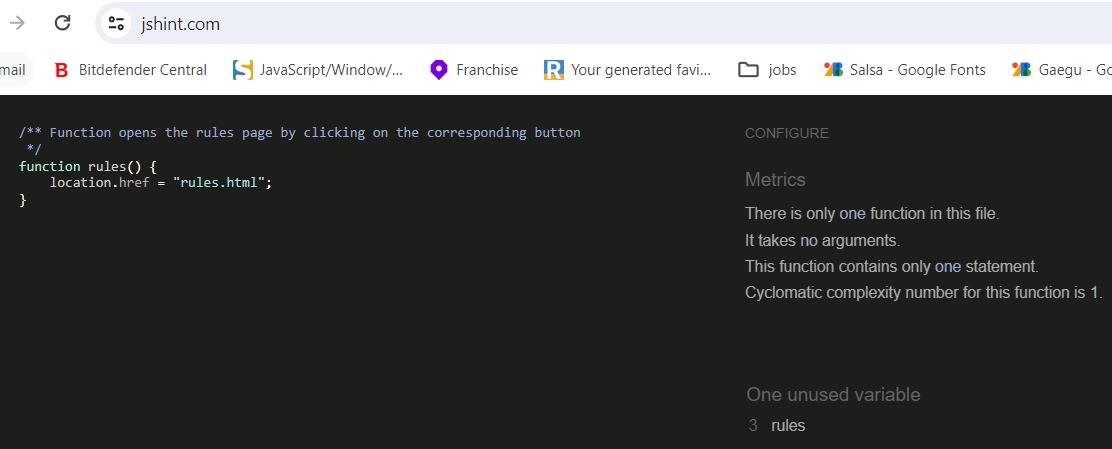 jshint.com
mail
Bitdefender Central
JavaScript/Window/...
Franchise
Your generated favi...
jobs
Salsa - Google Fonts
Gaegu - Go
/** Function opens the rules page by clicking on the corresponding button
*/
function rules() {
location.href = "rules.html";
}
CONFIGURE
Metrics
There is only one function in this file.
It takes no arguments.
This function contains only one statement.
Cyclomatic complexity number for this function is 1.
One unused variable
3 rules